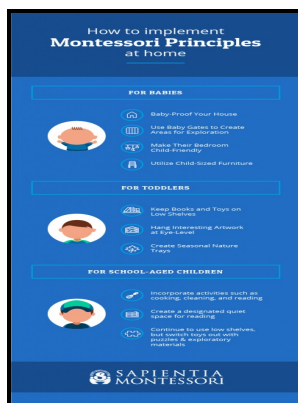 How to implement
Montessori Principles
at home
FOR BABIES
Baby-Proof Your House
Use Baby Gates to Create
Areas for Exploration
Make Their Bedroom
Child-Friendly
Utilize Child-Sized Furniture
FOR TODDLERS
Keep Books and Toys on
Low Shelves
Hang Interesting Artwork
at Eye-Level
Create Seasonal Nature
Trays
FOR SCHOOL-AGED CHILDREN
Incorporate activities such as
cooking, cleaning, and reading
Create a designated quiet
space for reading
Continue to use low shelves,
but switch toys out with
puzzles & exploratory
materials
SAPIENTIA
MONTESSORI